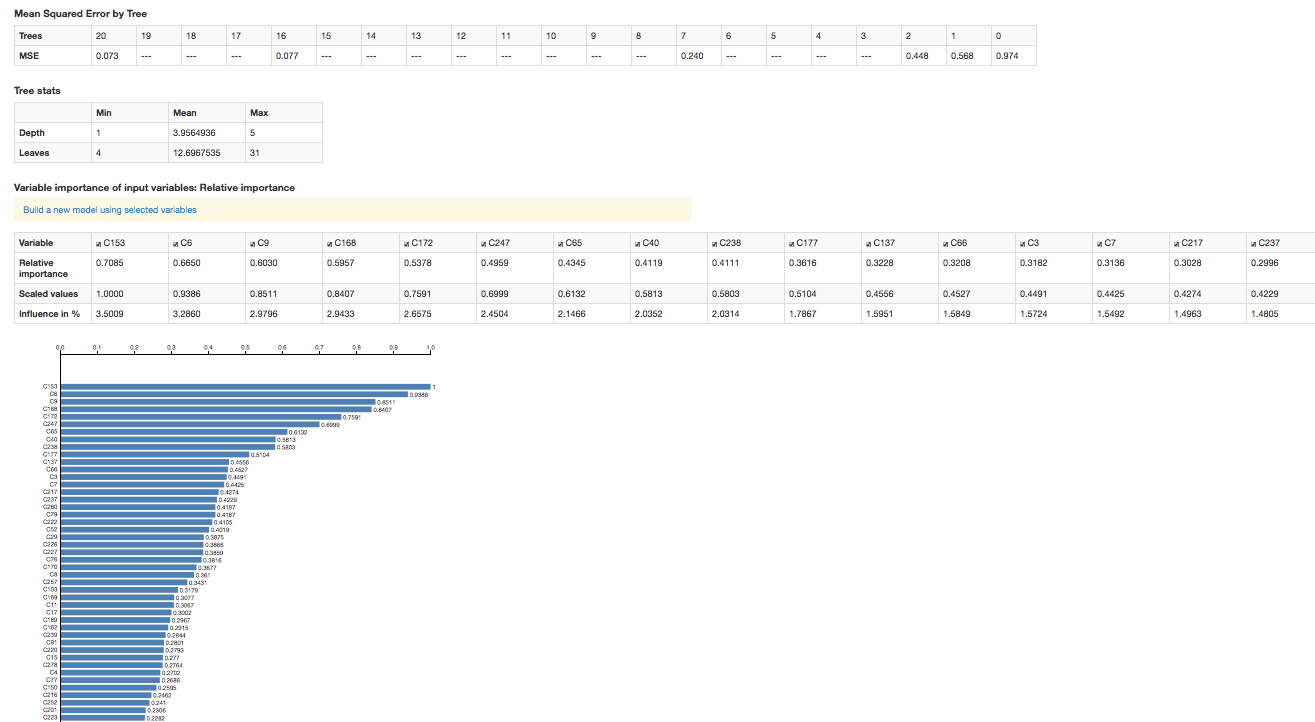 Mean Squared Error by Tree
Trees 20 19 18 17 16 15 14 13 12 11 10 9 8 7 6 5 4 3 2 1 0
MSE 0.073 --- --- --- 0.077 --- --- --- --- --- --- --- --- 0.240 --- --- --- --- 0.448 0.568 0.974
Tree stats
Min Mean Max
Depth 1 3.9564936 5
Leaves 4 12.6967535 31
Variable importance of input variables: Relative importance
Build a new model using selected variables
Variable C153 C6 C9 C168 C172 C247 C65 C40 C238 C177 C137 C66 C3 C7 C217 C237
Relative importance 0.7085 0.6650 0.6030 0.5957 0.5378 0.4959 0.4345 0.4119 0.4111 0.3616 0.3228 0.3208 0.3182 0.3136 0.3028 0.2996
Scaled values 1.0000 0.9386 0.8511 0.8407 0.7591 0.6999 0.6132 0.5813 0.5803 0.5104 0.4556 0.4527 0.4491 0.4425 0.4274 0.4229
Influence in % 3.5009 3.2860 2.9796 2.9433 2.6575 2.4504 2.1466 2.0352 2.0314 1.7867 1.5951 1.5849 1.5724 1.5492 1.4963 1.4805
0.0 0.1 0.2 0.3 0.4 0.5 0.6 0.7 0.8 0.9 1.0
C153 1
C6 0.9386
C9 0.8511
C168 0.8407
C172 0.7591
C247 0.6999
C65 0.6132
C40 0.5813
C238 0.5803
C177 0.5104
C137 0.4556
C66 0.4527
C3 0.4491
C7 0.4425
C217 0.4274
C237 0.4229
C280 0.4187
C79 0.4187
C222 0.4105
C52 0.4019
C29 0.3875
C226 0.3866
C227 0.3859
C76 0.3816
C170 0.3677
C8 0.361
C257 0.3431
C103 0.3179
C169 0.3077
C11 0.3067
C17 0.3002
C189 0.2967
C162 0.2915
C239 0.2844
C91 0.2801
C220 0.2793
C15 0.277
C278 0.2764
C4 0.2702
C77 0.2688
C150 0.2595
C216 0.2462
C252 0.241
C201 0.2306
C223 0.2282